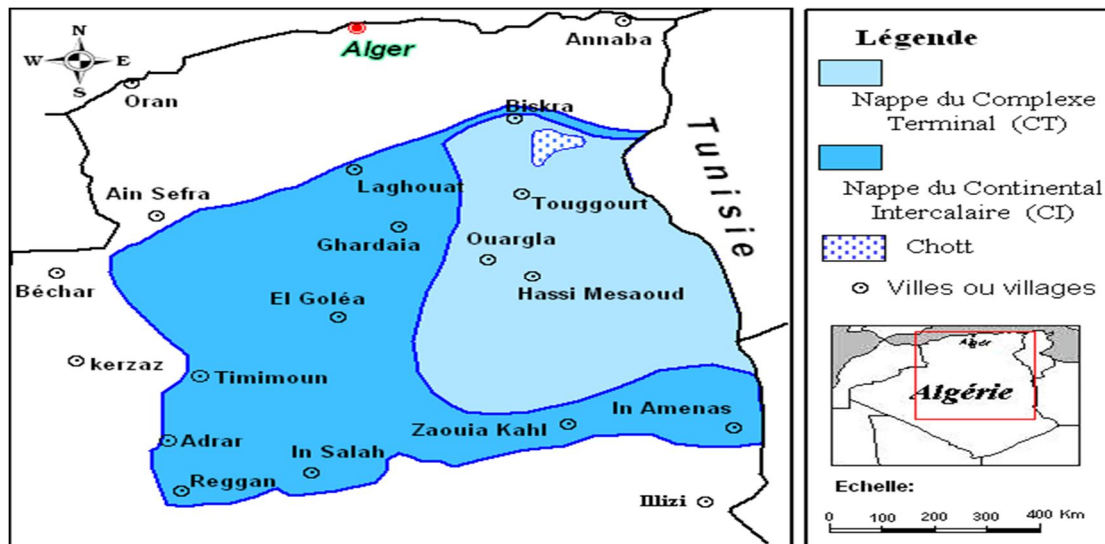 N
W E
S
Alger
Annaba
Oran
Biskra
Tunisie
Laghouat
Ain Sefra
Touggourt
Ghardaia
Ouargla
Béchar
Hassi Mesaoud
El Goléa
kerzaz
Timimoun
In Amenas
Zaouia Kahl
Adrar
In Salah
Reggan
Illizi
Légende
Nappe du Complexe
Terminal (CT)
Nappe du Continental
Intercalaire (CI)
Chott
Villes ou villages
Alger
Algérie
Echelle:
0 100 200 300 400 Km